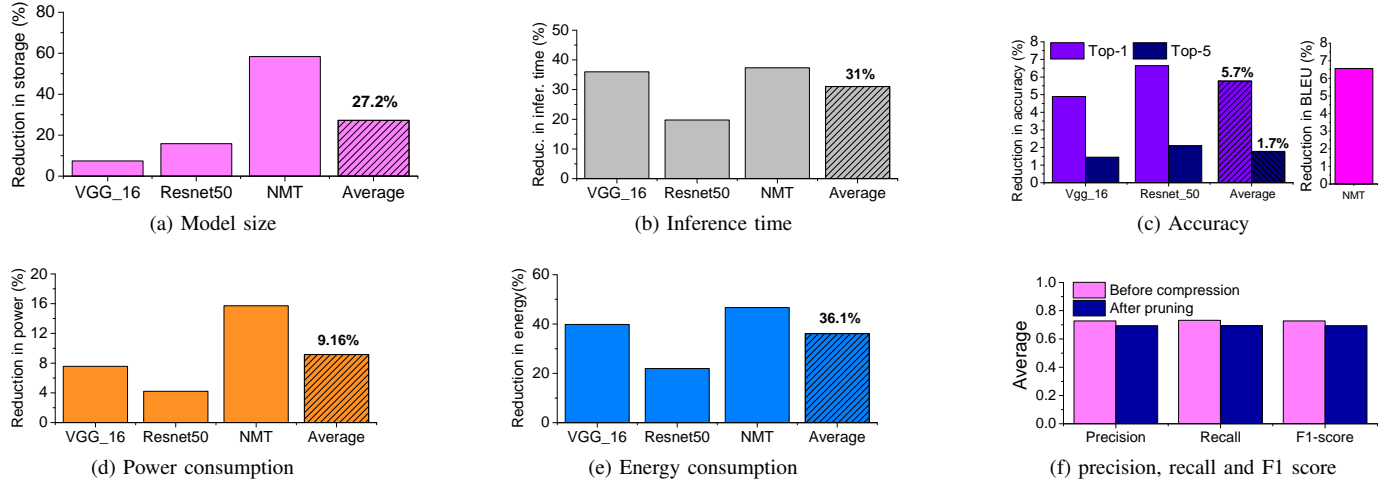 Reduction in storage (%)
80
60
40
20
0
27.2%
VGG_16 Resnet50 NMT Average
(a) Model size
Reduc. in infer. time (%)
50
40
30
20
10
0
31%
VGG_16 Resnet50 NMT Average
(b) Inference time
Reduction in accuracy (%)
8
7
6
5
4
3
2
1
0
Top-1 Top-5
5.7%
1.7%
Vgg_16 Resnet_50 Average
Reduction in BLEU (%)
8
7
6
5
4
3
2
1
0
NMT
(c) Accuracy
Reduction in power (%)
20
16
12
8
4
0
9.16%
VGG_16 Resnet50 NMT Average
(d) Power consumption
Reduction in energy(%)
60
40
20
0
36.1%
VGG_16 Resnet50 NMT Average
(e) Energy consumption
Average
1.0
0.8
0.6
0.4
0.2
0.0
Before compression
After pruning
Precision Recall F1-score
(f) precision, recall and F1 score